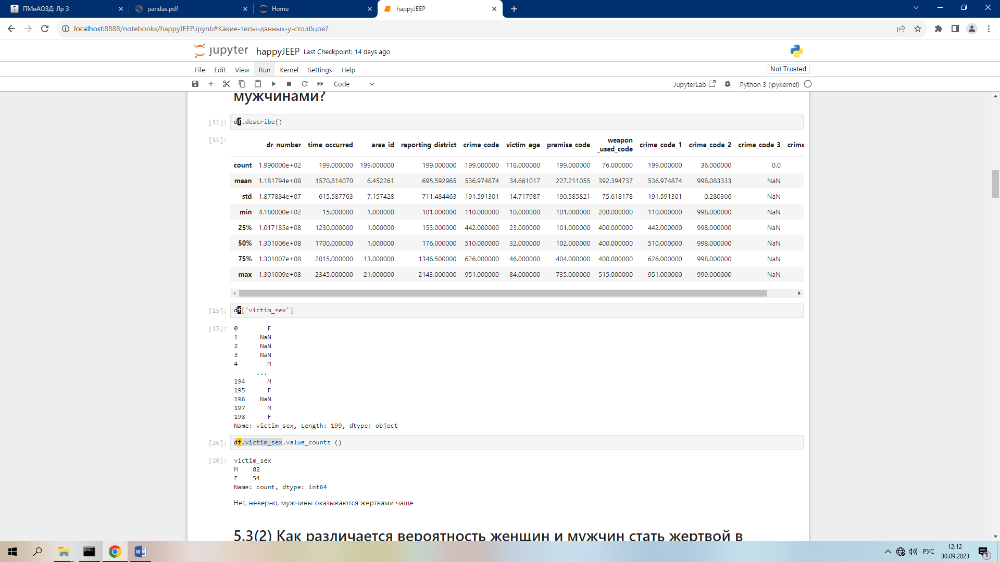 ПМиАОЗД: Лр 3
pandas.pdf
Home
happyJEEP
localhost:8888/notebooks/happyJEEP.ipynb#Какие-типы-данных-у-столбцов?
jupyter happyJEEP Last Checkpoint: 14 days ago
File Edit View Run Kernel Settings Help
Not Trusted
Code
JupyterLab
Python 3 (ipykernel)
мужчинами?
[11]: df.describe()
[11]:
dr_number time_occurred area_id reporting_district crime_code victim_age premise_code weapon_used_code crime_code_1 crime_code_2 crime_code_3 crime
count 1.990000e+02 199.000000 199.000000 199.000000 199.000000 118.000000 199.000000 76.000000 199.000000 36.000000 0.0
mean 1.181794e+08 1570.814070 6.452261 695.592965 536.974874 34.661017 227.211055 392.394737 536.974874 998.083333 NaN
std 1.877884e+07 615.587763 7.157428 711.484463 191.591301 14.717987 190.585821 75.618178 191.591301 0.280306 NaN
min 4.180000e+02 15.000000 1.000000 101.000000 110.000000 10.000000 101.000000 200.000000 110.000000 998.000000 NaN
25% 1.017185e+08 1230.000000 1.000000 153.000000 442.000000 23.000000 101.000000 400.000000 442.000000 998.000000 NaN
50% 1.301006e+08 1700.000000 1.000000 176.000000 510.000000 32.000000 102.000000 400.000000 510.000000 998.000000 NaN
75% 1.301007e+08 2015.000000 13.000000 1346.500000 626.000000 46.000000 404.000000 400.000000 626.000000 998.000000 NaN
max 1.301009e+08 2345.000000 21.000000 2143.000000 951.000000 84.000000 735.000000 515.000000 951.000000 999.000000 NaN
[15]: df['victim_sex']
[15]: 0 F
1 NaN
2 NaN
3 NaN
4 M
...
194 M
195 F
196 NaN
197 M
198 F
Name: victim_sex, Length: 199, dtype: object
[20]: df.victim_sex.value_counts ()
[20]: victim_sex
M 82
F 54
Name: count, dtype: int64
Нет, неверно, мужчины оказываются жертвами чаще
5.3(2) Как различается вероятность женщин и мужчин стать жертвой в
РУС
12:12
30.09.2023
1